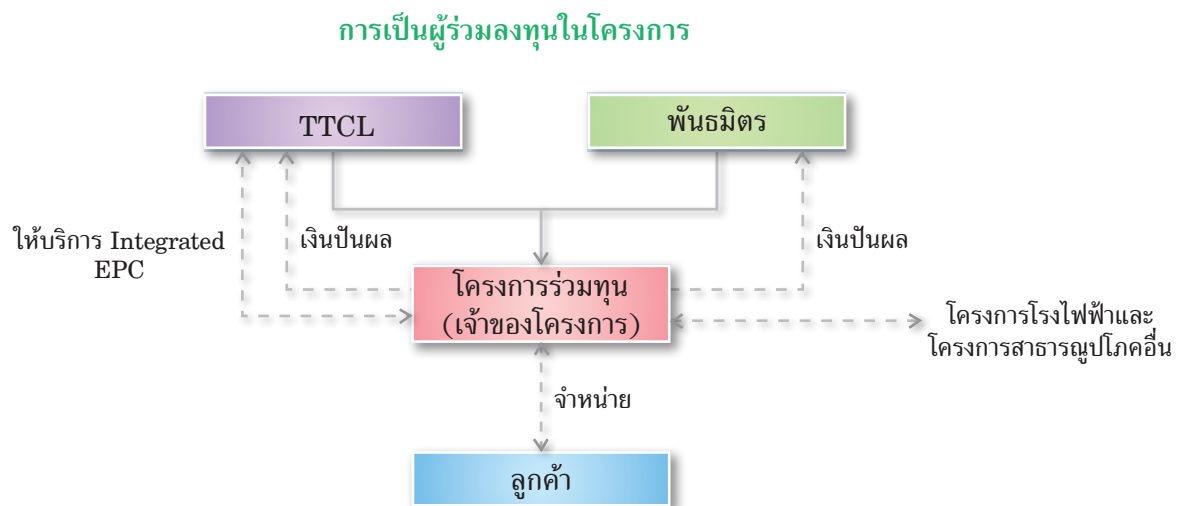 การเป็นผู้ร่วมลงทุนในโครงการ
TTCL
พันธมิตร
ให้บริการ Integrated
EPC
เงินปันผล
เงินปันผล
โครงการร่วมทุน
(เจ้าของโครงการ)
โครงการโรงไฟฟ้าและ
โครงการสาธารณูปโภคอื่น
จำหน่าย
ลูกค้า